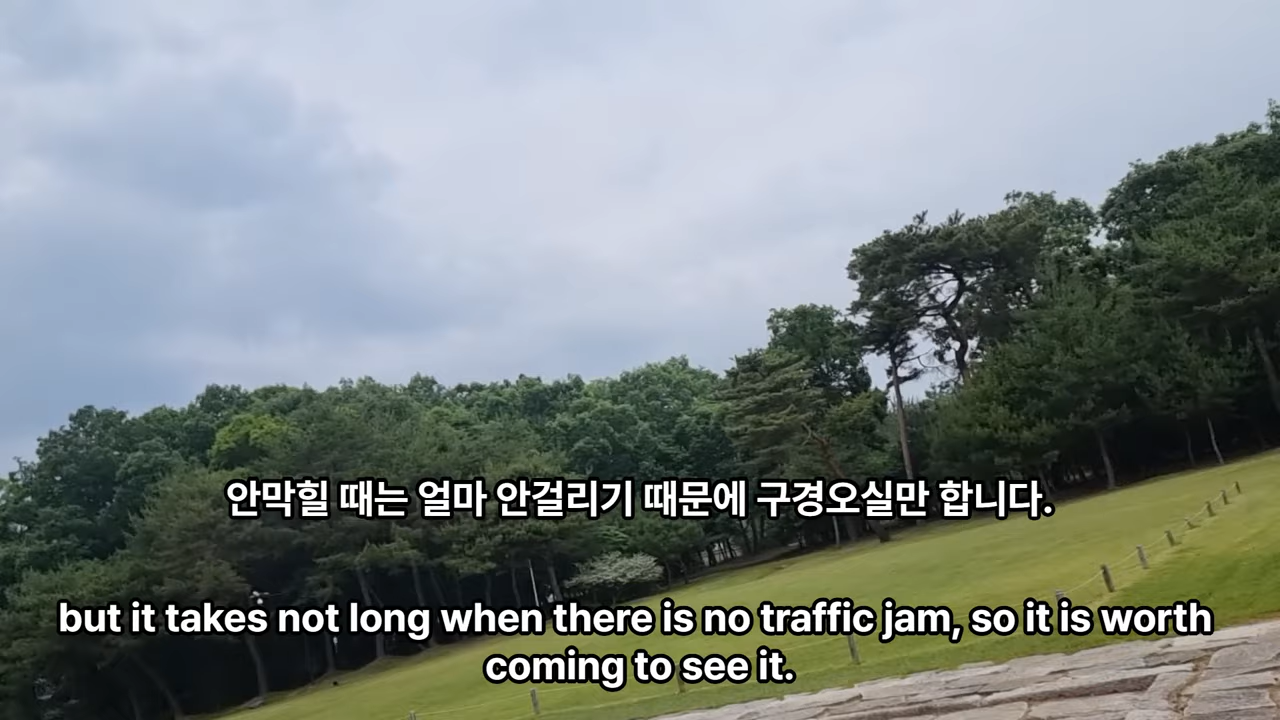 안막힐 때는 얼마 안걸리기 때문에 구경오실만 합니다.
but it takes not long when there is no traffic jam, so it is worth
coming to see it.